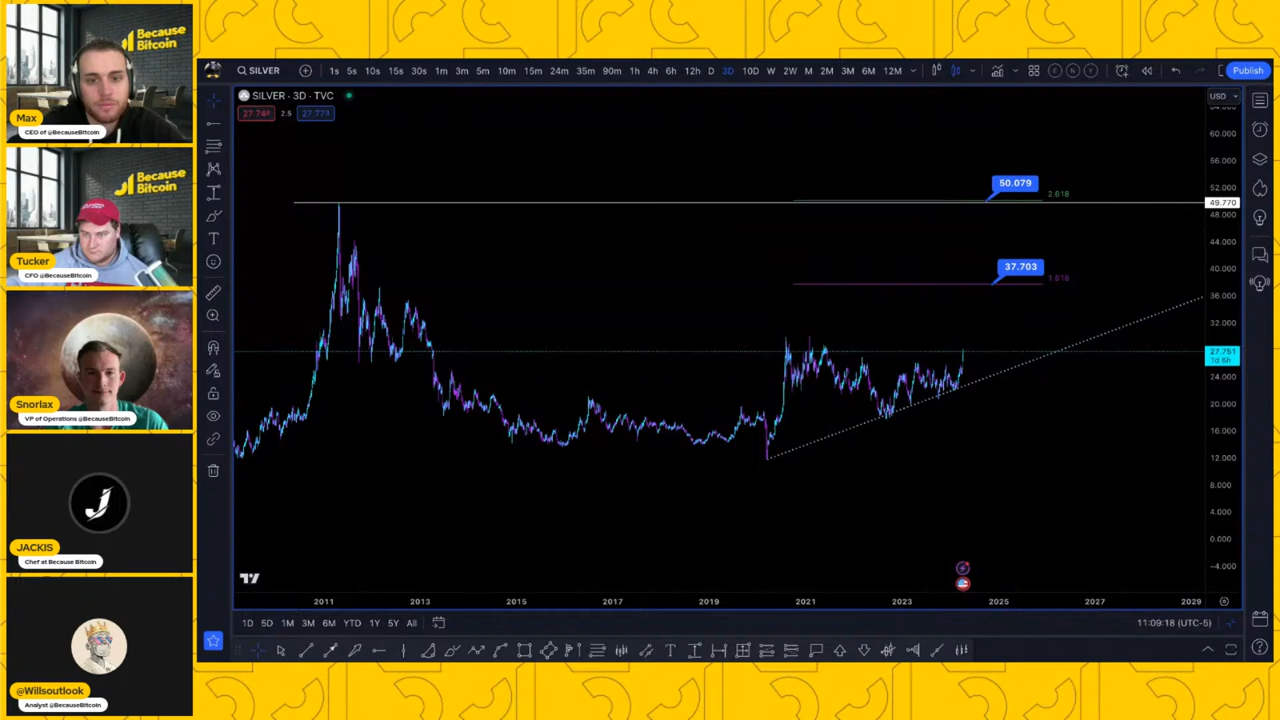 Because
Bitcoin
Max
CEO of @BecauseBitcoin
Because
Bitcoin
Tucker
CFO @BecauseBitcoin
Snorlax
VP of Operations @BecauseBitcoin
JACKIS
Chef at Because Bitcoin
@Willsoutlook
Analyst @BecauseBitcoin
SILVER
1s 5s 10s 15s 30s 1m 3m 5m 10m 15m 24m 35m 90m 1h 4h 6h 12h D 3D 10D W 2W M 2M 3M 6M 12M
Publish
SILVER · 3D · TVC
27.748 2.5 27.773
USD
60.000
56.000
52.000
49.770
48.000
44.000
40.000
36.000
32.000
27.751
1d 6h
24.000
20.000
16.000
12.000
8.000
4.000
0.000
−4.000
50.079
2.618
37.703
1.618
2011 2013 2015 2017 2019 2021 2023 2025 2027 2029
1D 5D 1M 3M 6M YTD 1Y 5Y All
11:09:18 (UTC-5)